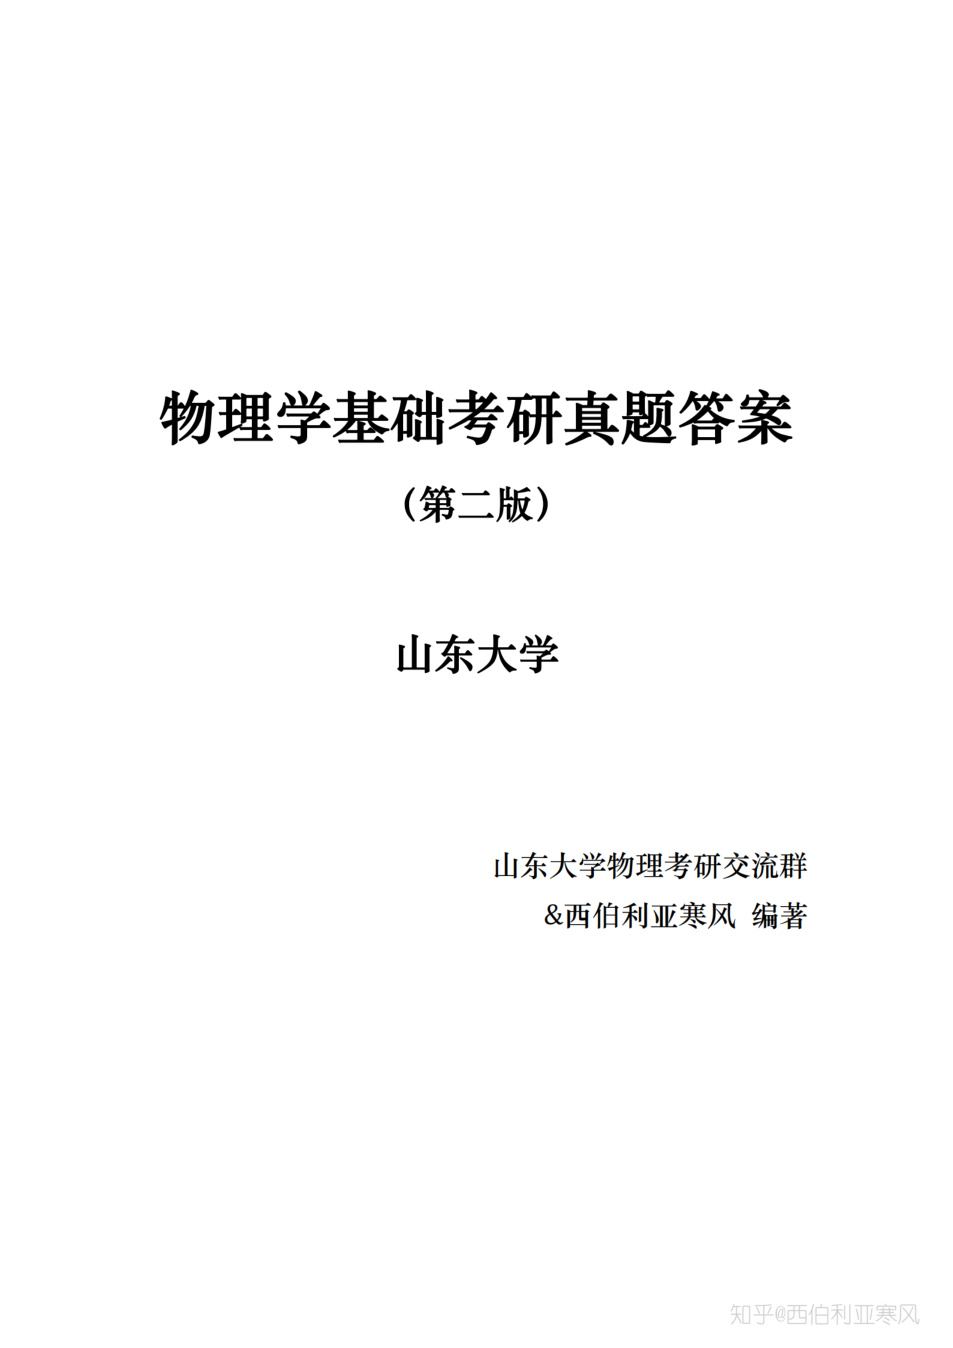 物理学基础考研真题答案
（第二版）
山东大学
山东大学物理考研交流群
&西伯利亚寒风 编著
知乎@西伯利亚寒风